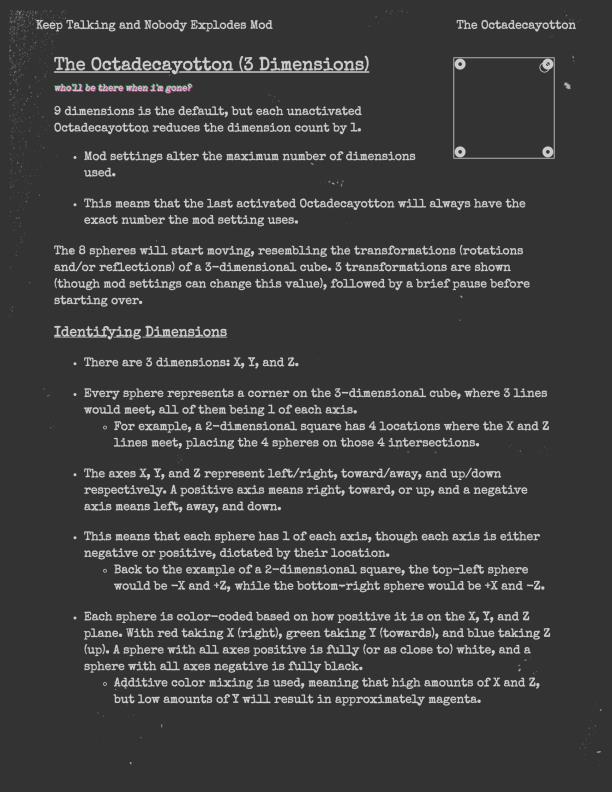 Keep Talking and Nobody Explodes Mod
The Octadecayotton
The Octadecayotton (3 Dimensions)
who'll be there when i'm gone?
9 dimensions is the default, but each unactivated
Octadecayotton reduces the dimension count by 1.
• Mod settings alter the maximum number of dimensions
used.
• This means that the last activated Octadecayotton will always have the
exact number the mod setting uses.
The 8 spheres will start moving, resembling the transformations (rotations
and/or reflections) of a 3-dimensional cube. 3 transformations are shown
(though mod settings can change this value), followed by a brief pause before
starting over.
Identifying Dimensions
• There are 3 dimensions: X, Y, and Z.
• Every sphere represents a corner on the 3-dimensional cube, where 3 lines
would meet, all of them being 1 of each axis.
◦ For example, a 2-dimensional square has 4 locations where the X and Z
lines meet, placing the 4 spheres on those 4 intersections.
• The axes X, Y, and Z represent left/right, toward/away, and up/down
respectively. A positive axis means right, toward, or up, and a negative
axis means left, away, and down.
• This means that each sphere has 1 of each axis, though each axis is either
negative or positive, dictated by their location.
◦ Back to the example of a 2-dimensional square, the top-left sphere
would be -X and +Z, while the bottom-right sphere would be +X and -Z.
• Each sphere is color-coded based on how positive it is on the X, Y, and Z
plane. With red taking X (right), green taking Y (towards), and blue taking Z
(up). A sphere with all axes positive is fully (or as close to) white, and a
sphere with all axes negative is fully black.
◦ Additive color mixing is used, meaning that high amounts of X and Z,
but low amounts of Y will result in approximately magenta.